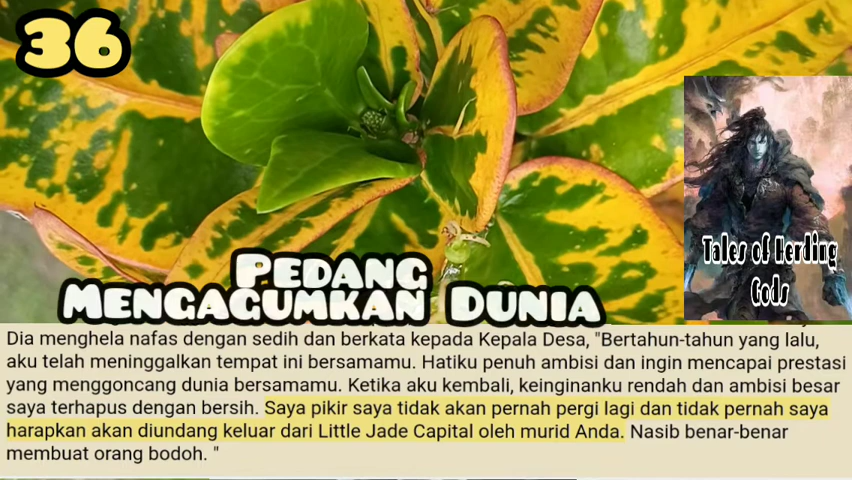 36
PEDANG
MENGAGUMKAN DUNIA
Tales of Herding
Gods
Dia menghela nafas dengan sedih dan berkata kepada Kepala Desa, "Bertahun-tahun yang lalu,
aku telah meninggalkan tempat ini bersamamu. Hatiku penuh ambisi dan ingin mencapai prestasi
yang menggoncang dunia bersamamu. Ketika aku kembali, keinginanku rendah dan ambisi besar
saya terhapus dengan bersih. Saya pikir saya tidak akan pernah pergi lagi dan tidak pernah saya
harapkan akan diundang keluar dari Little Jade Capital oleh murid Anda. Nasib benar-benar
membuat orang bodoh. "